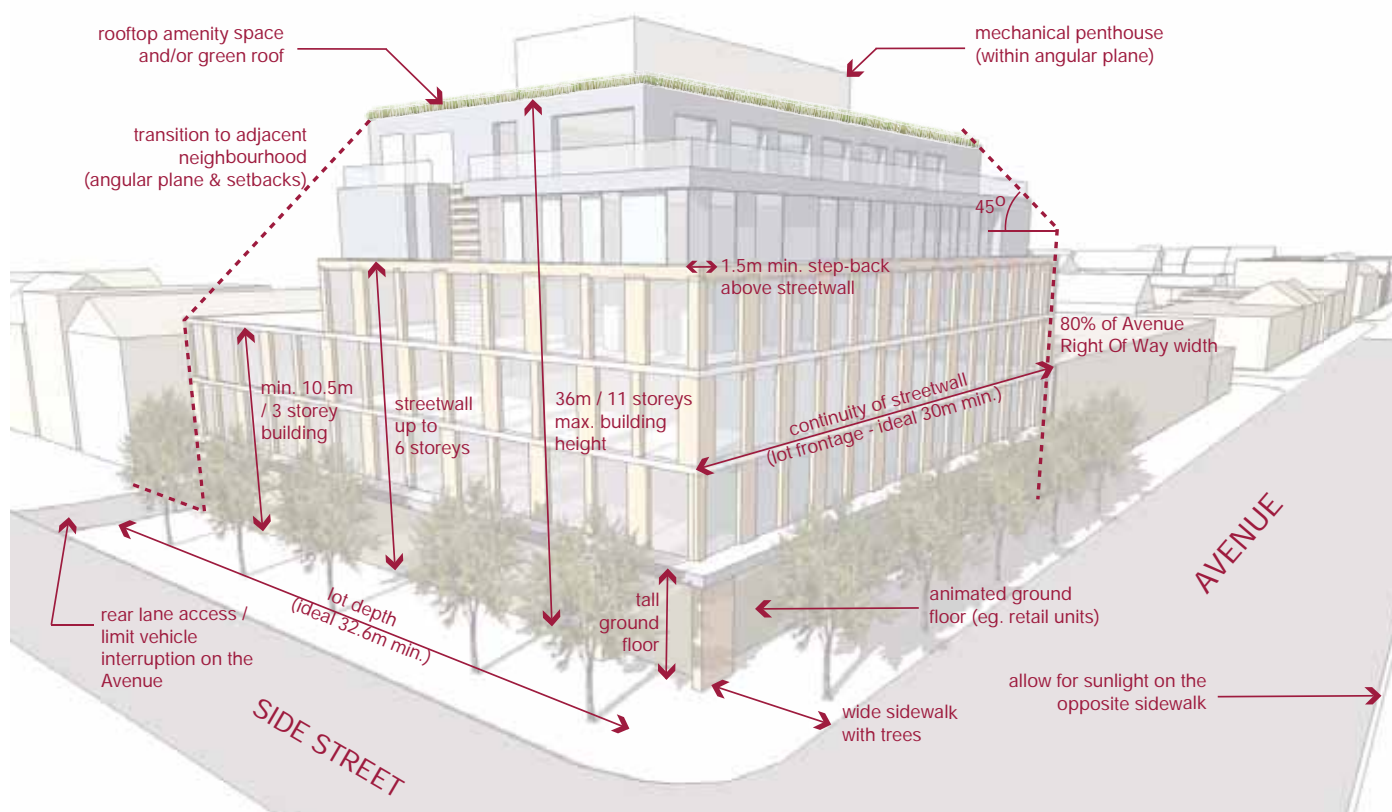 rooftop amenity space
and/or green roof
mechanical penthouse
(within angular plane)
transition to adjacent
neighbourhood
(angular plane & setbacks)
45º
1.5m min. step-back
above streetwall
80% of Avenue
Right Of Way width
min. 10.5m
/ 3 storey
building
streetwall
up to
6 storeys
36m / 11 storeys
max. building
height
continuity of streetwall
(lot frontage - ideal 30m min.)
AVENUE
rear lane access /
limit vehicle
interruption on the
Avenue
lot depth
(ideal 32.6m min.)
tall
ground
floor
animated ground
floor (eg. retail units)
allow for sunlight on the
opposite sidewalk
wide sidewalk
with trees
SIDE STREET